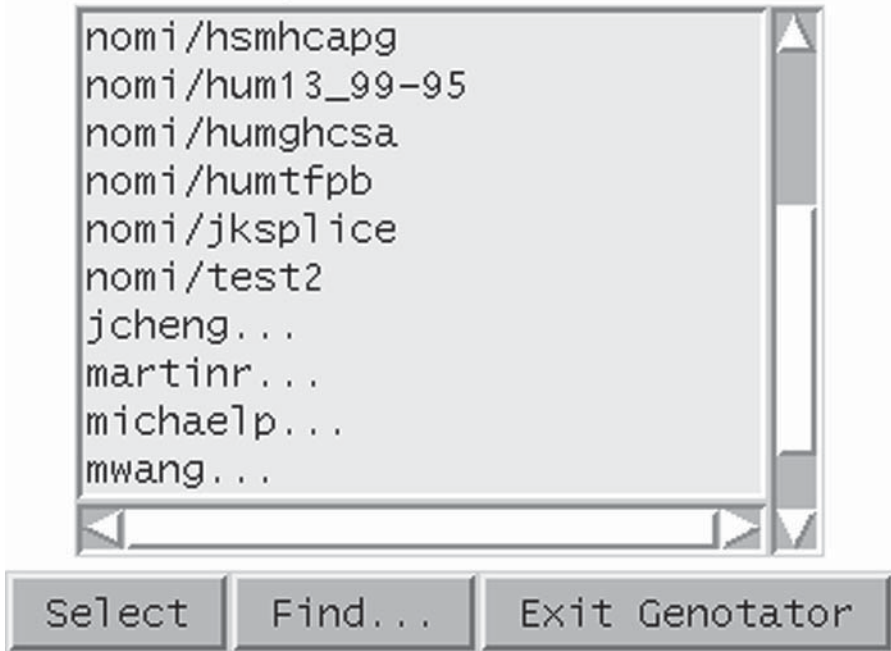 nomi/hsmhcapg
nomi/hum13_99-95
nomi/humghcsa
nomi/humtfpb
nomi/jksplice
nomi/test2
jcheng...
martinr...
michaelp...
mwang...
Select Find... Exit Genotator